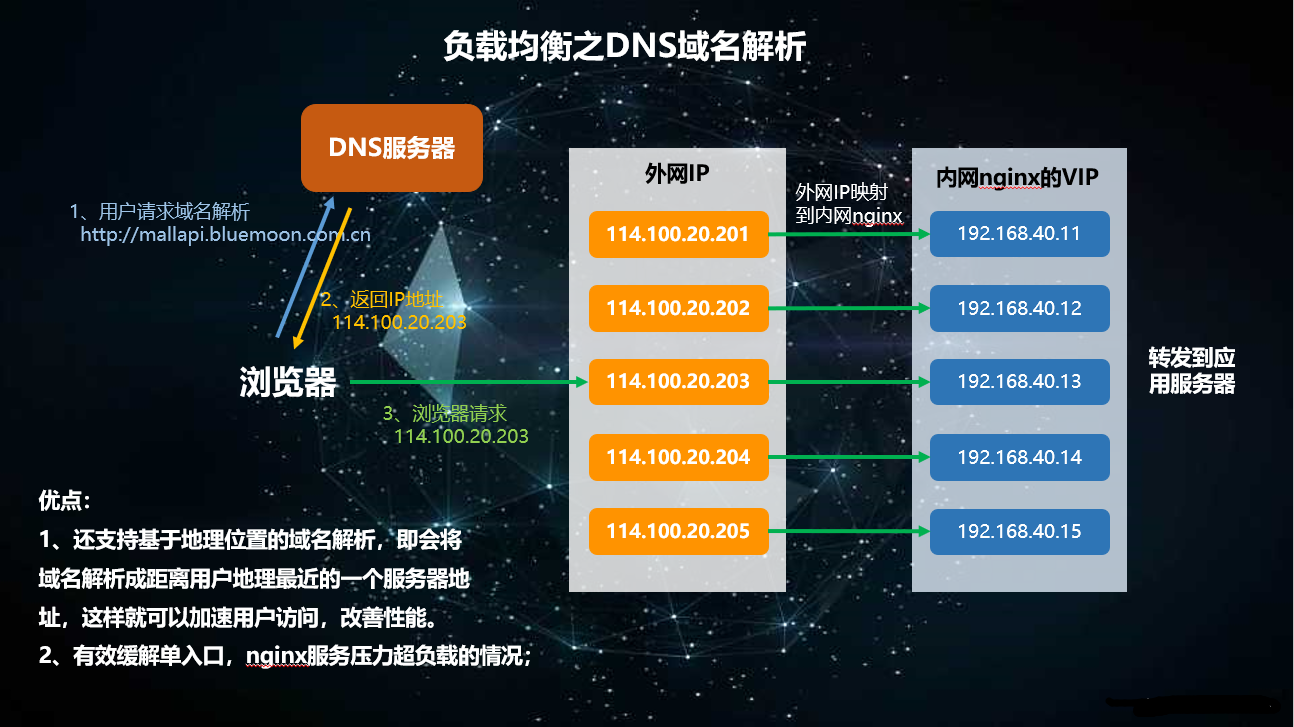 负载均衡之DNS域名解析
DNS服务器
1、用户请求域名解析
http://mallapi.bluemoon.com.cn
2、返回IP地址
114.100.20.203
浏览器
3、浏览器请求
114.100.20.203
外网IP
114.100.20.201
114.100.20.202
114.100.20.203
114.100.20.204
114.100.20.205
外网IP映射
到内网nginx
内网nginx的VIP
192.168.40.11
192.168.40.12
192.168.40.13
192.168.40.14
192.168.40.15
转发到应
用服务器
优点：
1、还支持基于地理位置的域名解析，即会将
域名解析成距离用户地理最近的一个服务器地
址，这样就可以加速用户访问，改善性能。
2、有效缓解单入口，nginx服务压力超负载的情况；